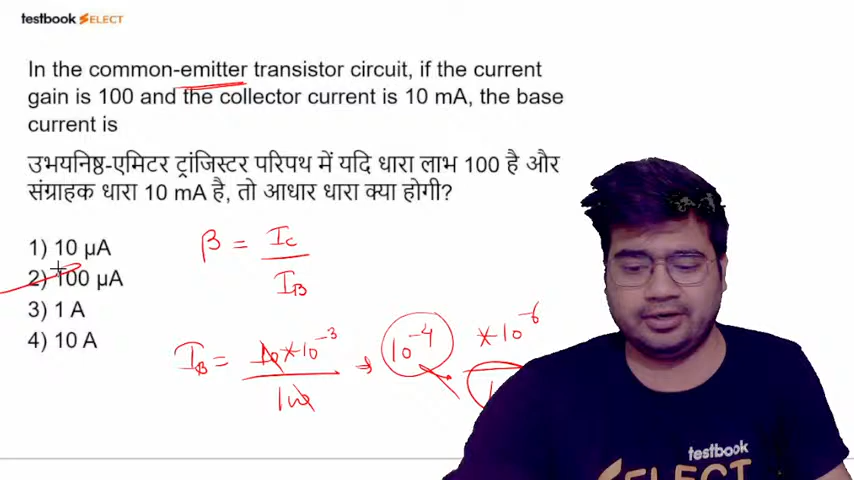 testbook SELECT
In the common-emitter transistor circuit, if the current
gain is 100 and the collector current is 10 mA, the base
current is
उभयनिष्ठ-एमिटर ट्रांजिस्टर परिपथ में यदि धारा लाभ 100 है और
संग्राहक धारा 10 mA है, तो आधार धारा क्या होगी?
1) 10 μA
2) 100 μA
3) 1 A
4) 10 A
β = I_C / I_B
I_B = 10 × 10^-3 / 100 → 10^-4 × 10^-6
testbook
SELECT